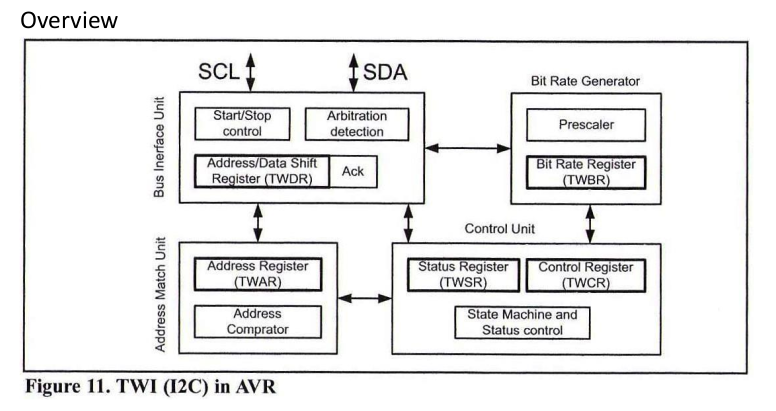 Overview
SCL
SDA
Bit Rate Generator
Bus Inerface Unit
Start/Stop
control
Arbitration
detection
Prescaler
Address/Data Shift
Register (TWDR)
Ack
Bit Rate Register
(TWBR)
Control Unit
Address Match Unit
Address Register
(TWAR)
Status Register
(TWSR)
Control Register
(TWCR)
Address
Comprator
State Machine and
Status control
Figure 11. TWI (I2C) in AVR